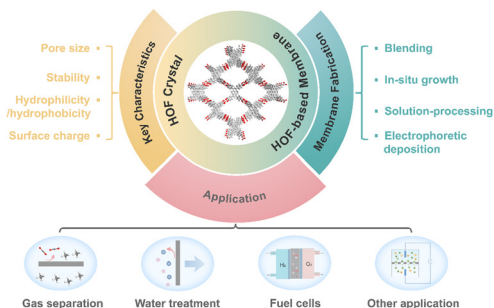 Pore size
Stability
Hydrophilicity
/hydrophobicity
Surface charge
Key Characteristics
HOF Crystal
HOF-based Membrane
Membrane Fabrication
• Blending
• In-situ growth
• Solution-processing
• Electrophoretic
deposition
Application
H₂
O₂
Gas separation
Water treatment
Fuel cells
Other application